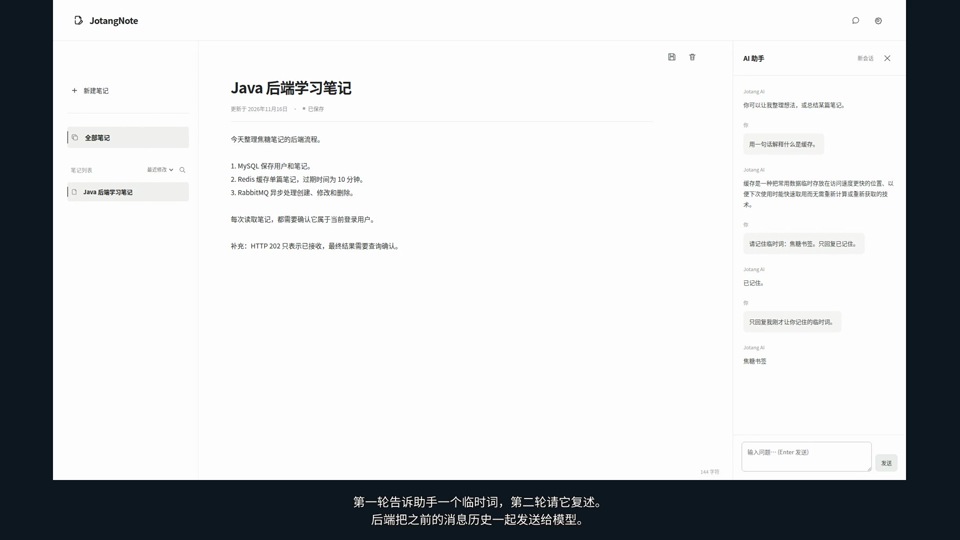 JotangNote
新建笔记
全部笔记
笔记列表
最近修改
Java 后端学习笔记
Java 后端学习笔记
更新于 2026年11月16日 · 已保存
今天整理焦糖笔记的后端流程。
1. MySQL 保存用户和笔记。
2. Redis 缓存单篇笔记，过期时间为 10 分钟。
3. RabbitMQ 异步处理创建、修改和删除。
每次读取笔记，都需要确认它属于当前登录用户。
补充：HTTP 202 只表示已接收，最终结果需要查询确认。
144 字符
AI 助手
新会话
Jotang AI
你可以让我整理想法，或总结某篇笔记。
你
用一句话解释什么是缓存。
Jotang AI
缓存是一种把常用数据临时存放在访问速度更快的位置、以
便下次使用时能快速取用而无需重新计算或重新获取的技
术。
你
请记住临时词：焦糖书签。只回复已记住。
Jotang AI
已记住。
你
只回复我刚才让你记住的临时词。
Jotang AI
焦糖书签
输入问题… (Enter 发送)
发送
第一轮告诉助手一个临时词，第二轮请它复述。
后端把之前的消息历史一起发送给模型。